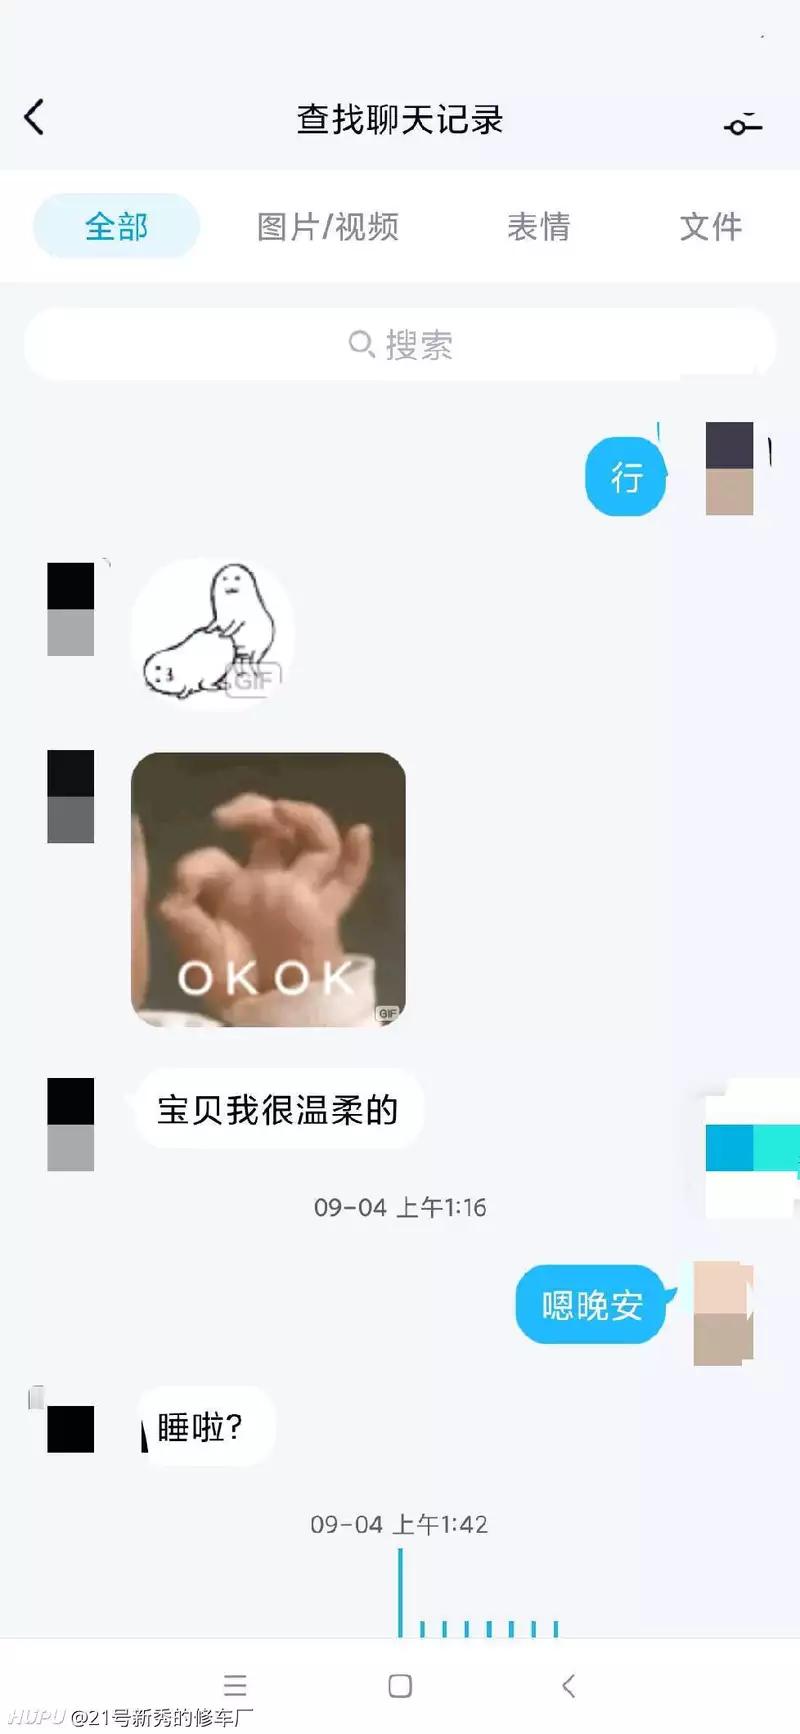 查找聊天记录
全部
图片/视频
表情
文件
搜索
行
GIF
OKOK
GIF
宝贝我很温柔的
09-04 上午1:16
嗯晚安
睡啦?
09-04 上午1:42
HUPU @21号新秀的修车厂